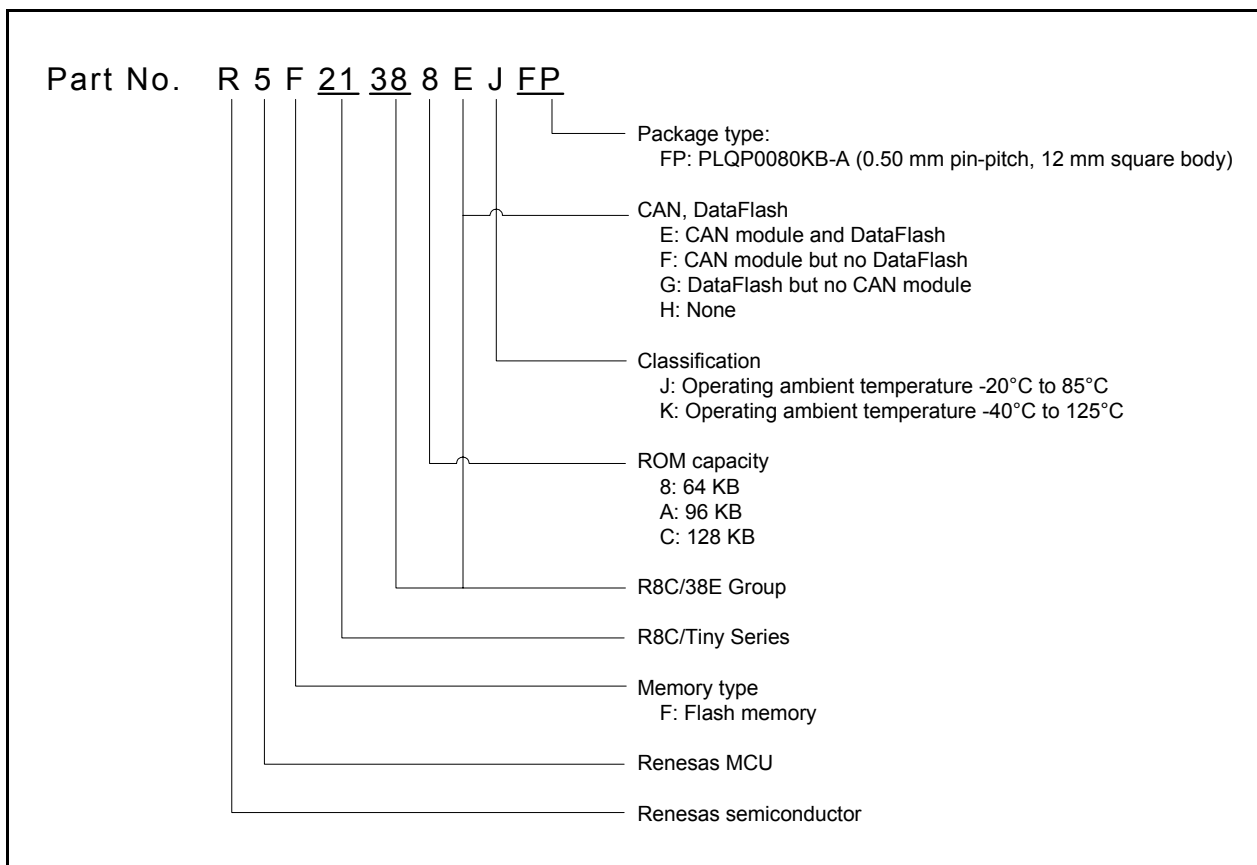 Part No. R 5 F 21 38 8 E J FP
Package type:
FP: PLQP0080KB-A (0.50 mm pin-pitch, 12 mm square body)
CAN, DataFlash
E: CAN module and DataFlash
F: CAN module but no DataFlash
G: DataFlash but no CAN module
H: None
Classification
J: Operating ambient temperature -20°C to 85°C
K: Operating ambient temperature -40°C to 125°C
ROM capacity
8: 64 KB
A: 96 KB
C: 128 KB
R8C/38E Group
R8C/Tiny Series
Memory type
F: Flash memory
Renesas MCU
Renesas semiconductor